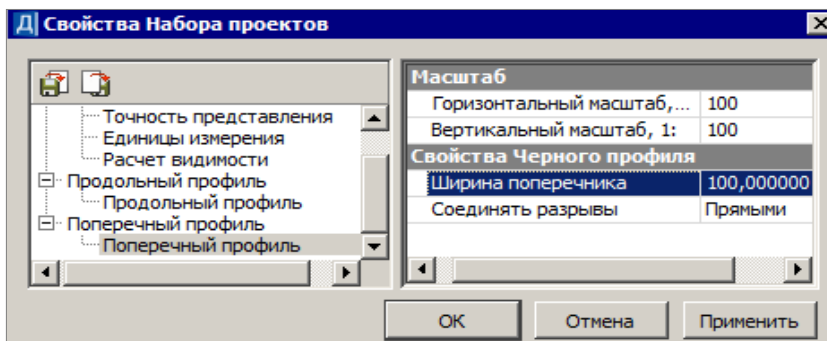 Д Свойства Набора проектов
Точность представления
Единицы измерения
Расчет видимости
Продольный профиль
Продольный профиль
Поперечный профиль
Поперечный профиль
Масштаб
Горизонтальный масштаб,... 100
Вертикальный масштаб, 1: 100
Свойства Черного профиля
Ширина поперечника 100,000000
Соединять разрывы Прямыми
ОК Отмена Применить